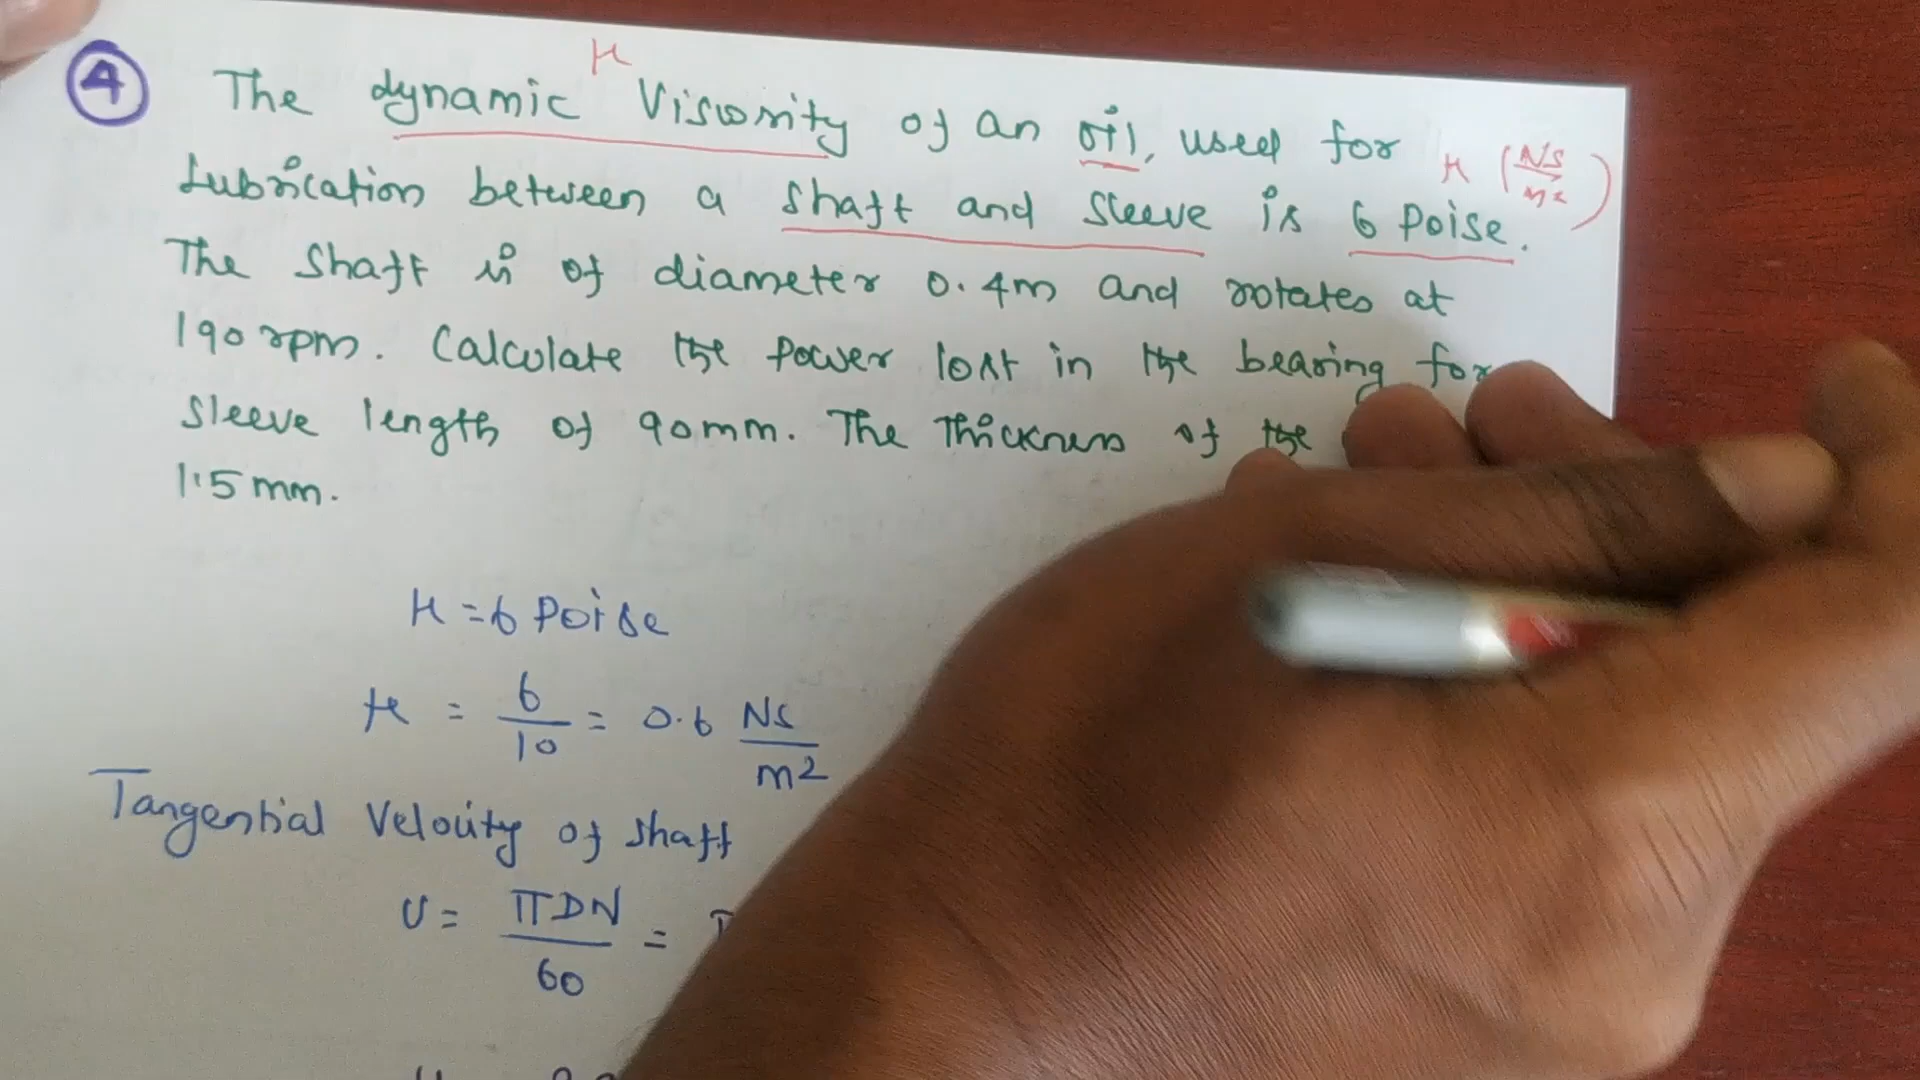 ④ The dynamic μ Viscosity of an oil, used for
Lubrication between a shaft and sleeve is 6 poise. μ (NS/m²)
The shaft is of diameter 0.4m and rotates at
190 rpm. Calculate the power lost in the bearing for
sleeve length of 90mm. The Thickness of the
1.5mm.
μ = 6 Poise
μ = 6/10 = 0.6 NS/m2
Tangential Velocity of shaft
U = πDN/60 =